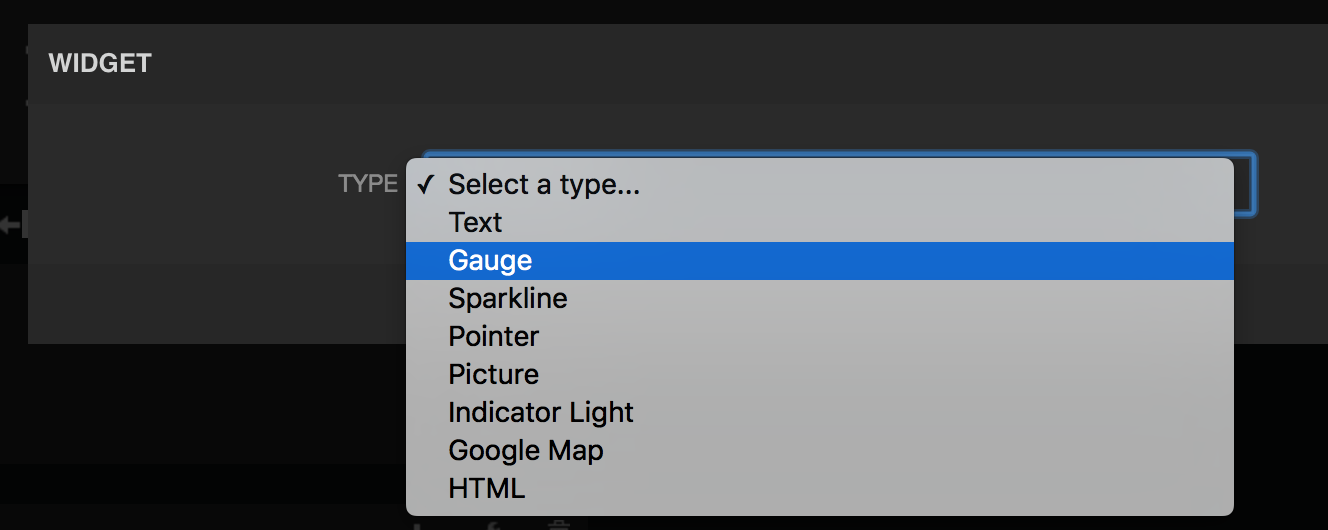 WIDGET
TYPE ✓ Select a type...
Text
Gauge
Sparkline
Pointer
Picture
Indicator Light
Google Map
HTML